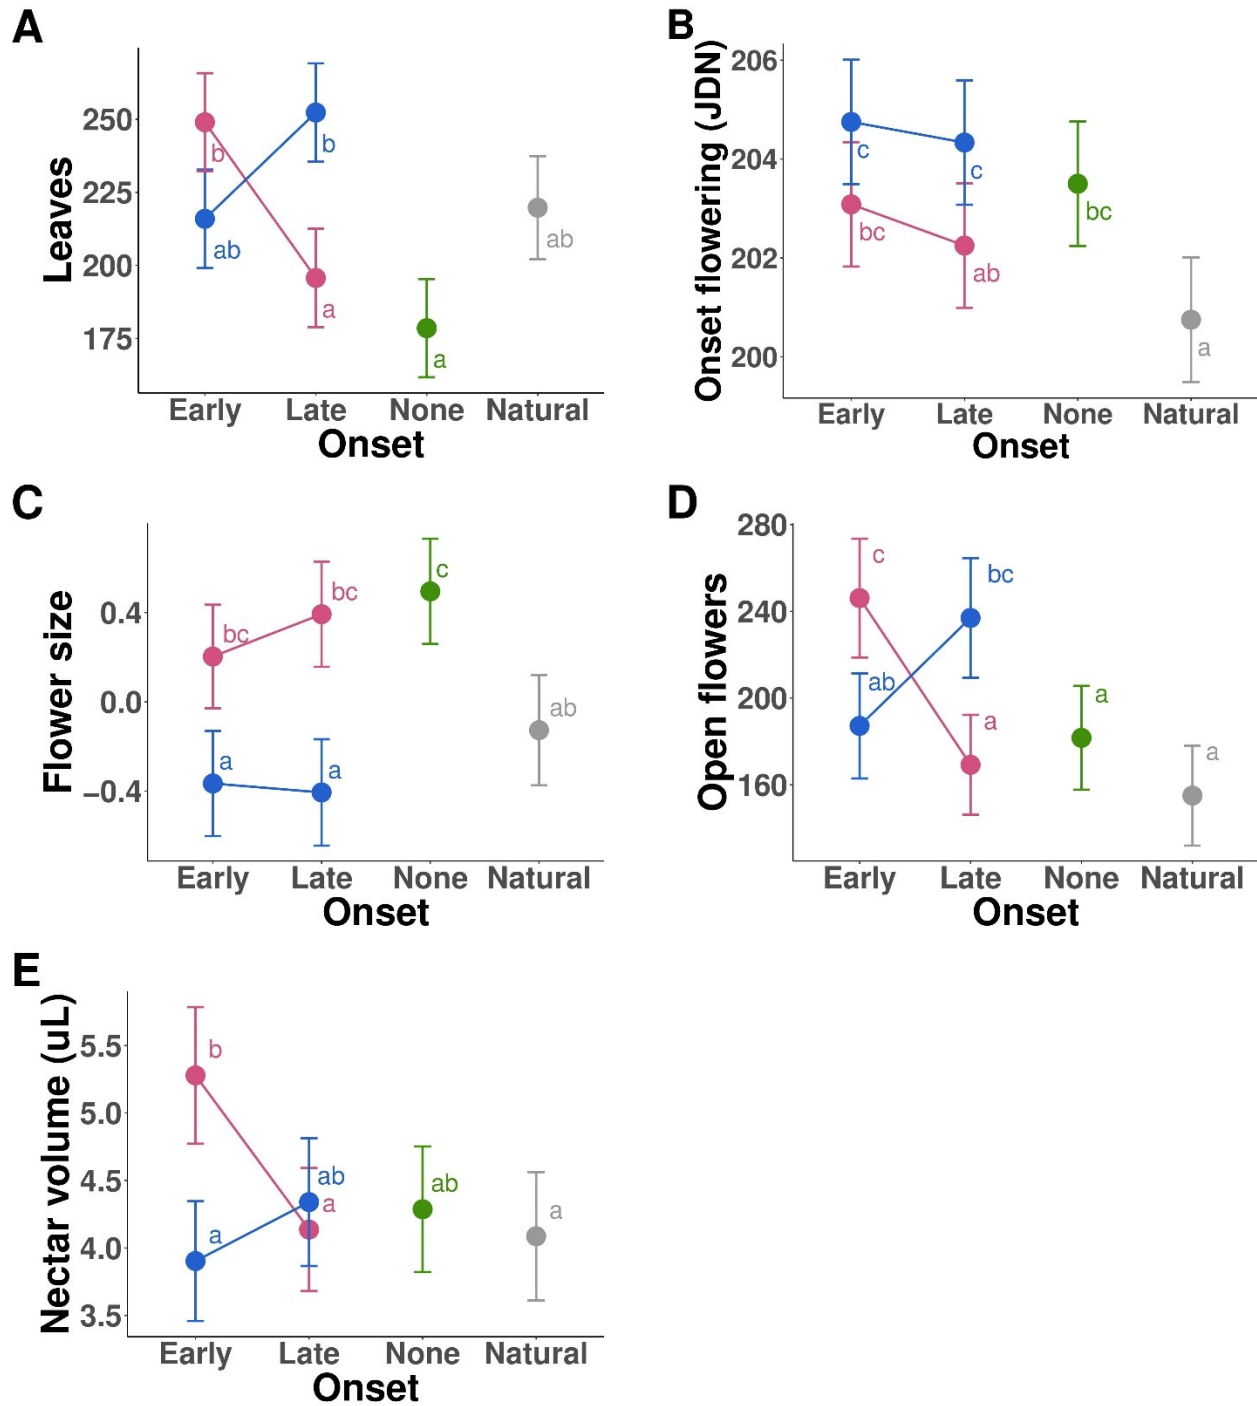 A
Leaves
250
225
200
175
b
ab
b
a
a
ab
Early Late None Natural
Onset
B
Onset flowering (JDN)
206
204
202
200
c
bc
c
ab
bc
a
Early Late None Natural
Onset
C
Flower size
0.4
0.0
−0.4
bc
a
bc
a
c
ab
Early Late None Natural
Onset
D
Open flowers
280
240
200
160
c
ab
bc
a
a
a
Early Late None Natural
Onset
E
Nectar volume (uL)
5.5
5.0
4.5
4.0
3.5
b
a
ab
a
ab
a
Early Late None Natural
Onset